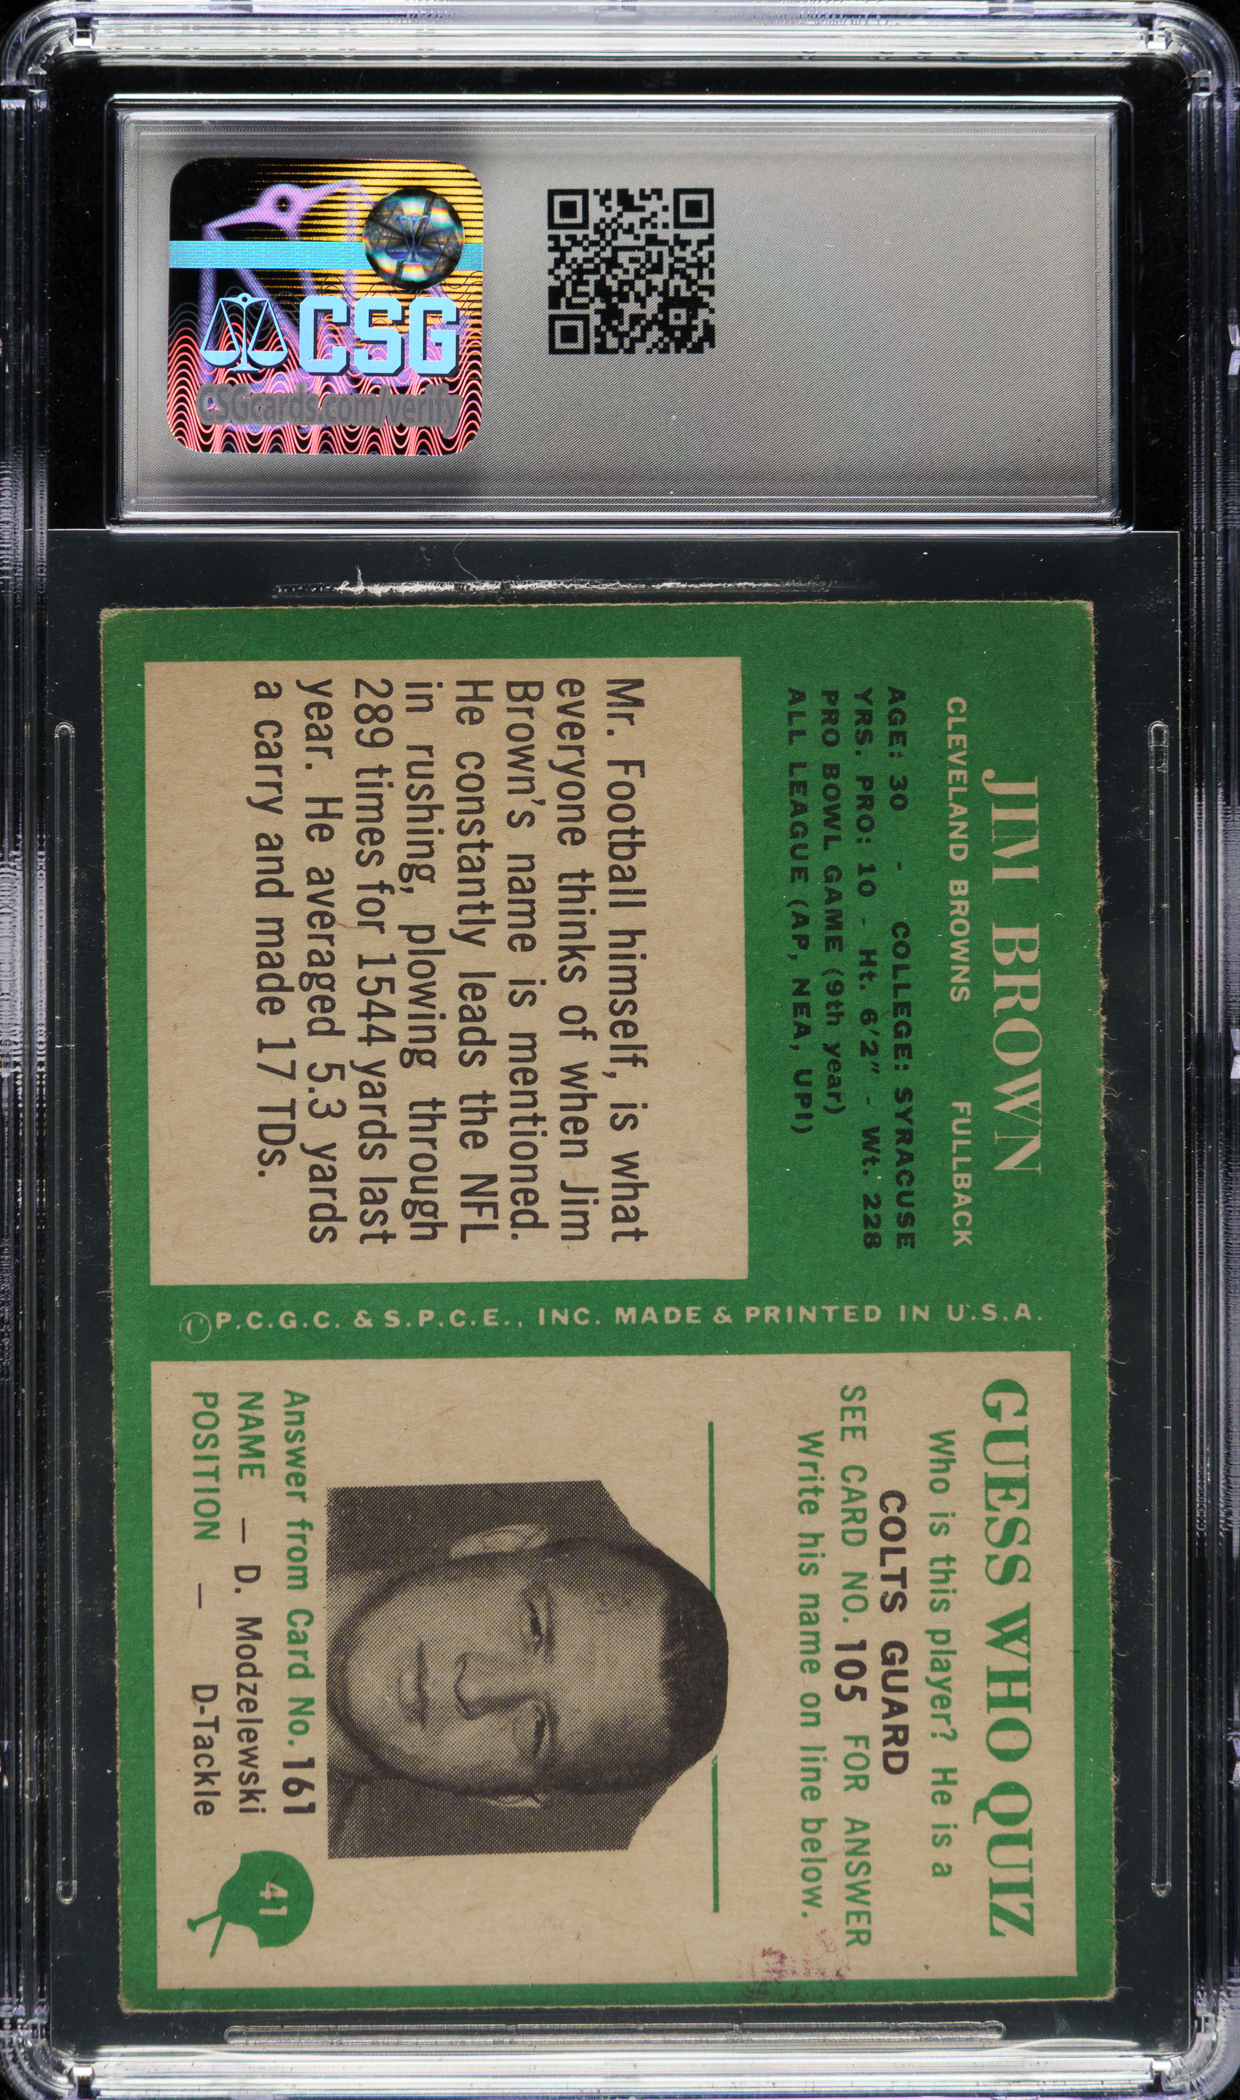 CSG
CSGcards.com/verify
JIM BROWN
CLEVELAND BROWNS FULLBACK
AGE: 30 - COLLEGE: SYRACUSE
YRS. PRO: 10 - Ht. 6'2" - Wt. 228
PRO BOWL GAME (9th year)
ALL LEAGUE (AP, NEA, UPI)
Mr. Football himself, is what
everyone thinks of when Jim
Brown's name is mentioned.
He constantly leads the NFL
in rushing, plowing through
289 times for 1544 yards last
year. He averaged 5.3 yards
a carry and made 17 TDs.
©P.C.G.C. & S.P.C.E., INC. MADE & PRINTED IN U.S.A.
GUESS WHO QUIZ
Who is this player? He is a
COLTS GUARD
SEE CARD NO. 105 FOR ANSWER
Write his name on line below.
Answer from Card No. 161
NAME — D. Modzelewski
POSITION — D-Tackle
41